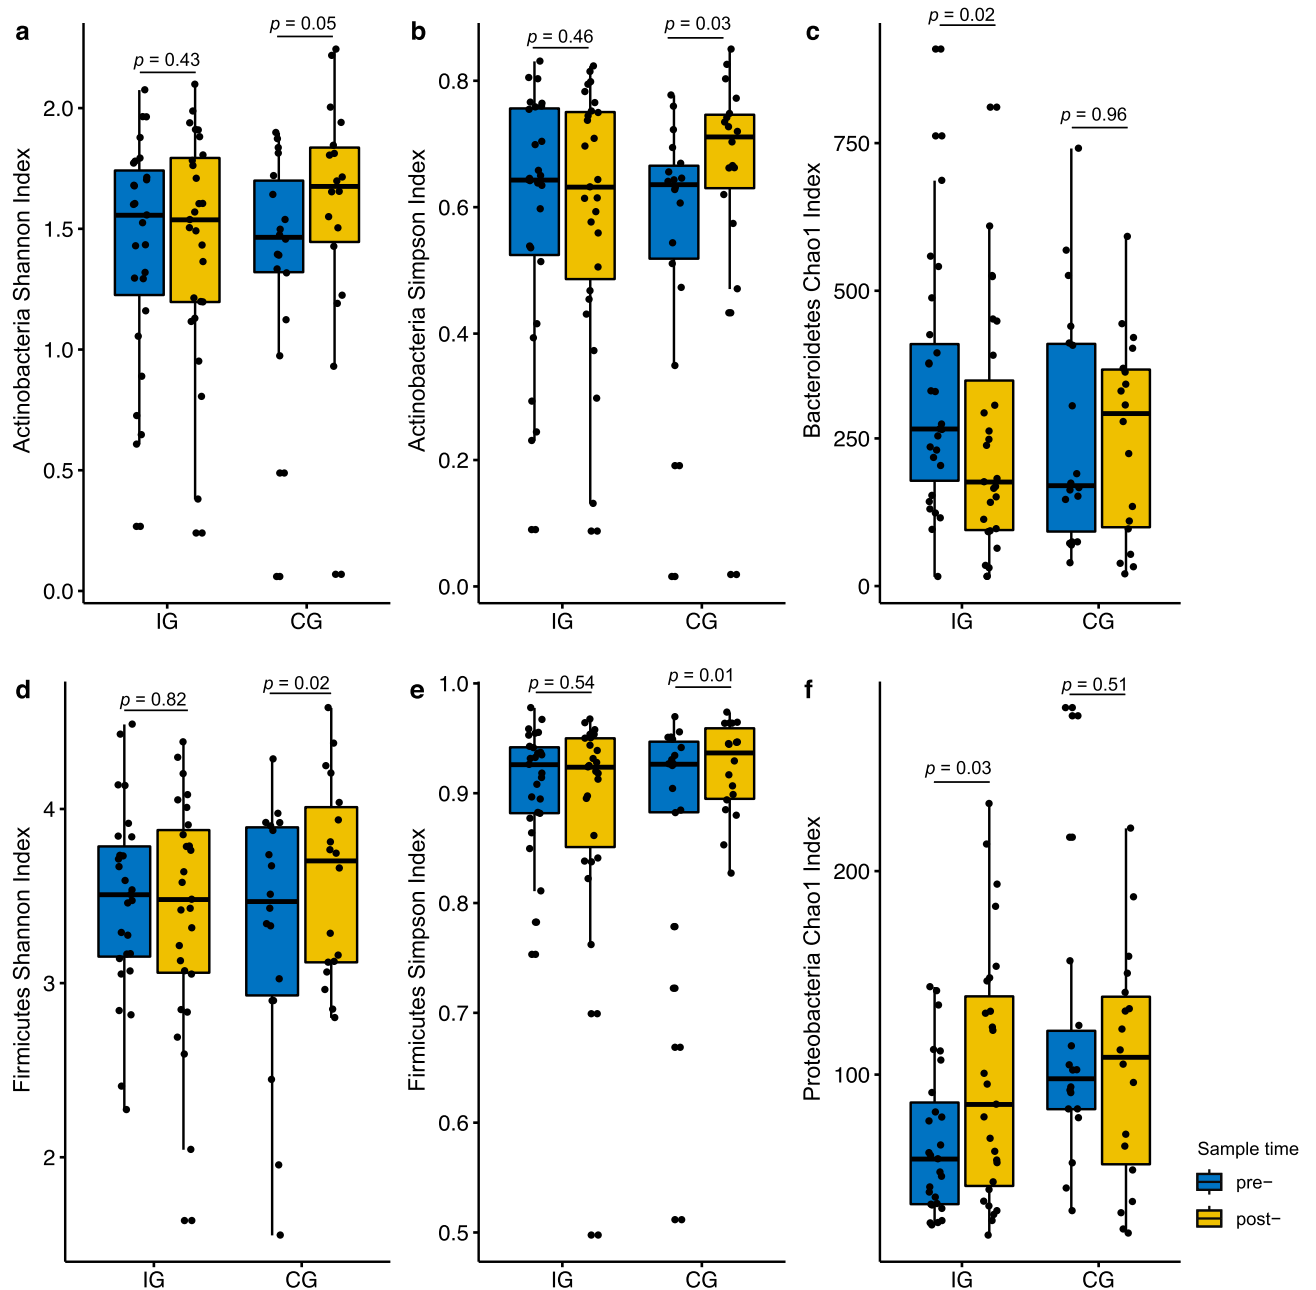 a
p = 0.43
p = 0.05
Actinobacteria Shannon Index
2.0
1.5
1.0
0.5
0.0
IG
CG
b
p = 0.46
p = 0.03
Actinobacteria Simpson Index
0.8
0.6
0.4
0.2
0.0
IG
CG
c
p = 0.02
p = 0.96
Bacteroidetes Chao1 Index
750
500
250
0
IG
CG
d
p = 0.82
p = 0.02
Firmicutes Shannon Index
4
3
2
IG
CG
e
p = 0.54
p = 0.01
Firmicutes Simpson Index
1.0
0.9
0.8
0.7
0.6
0.5
IG
CG
f
p = 0.03
p = 0.51
Proteobacteria Chao1 Index
200
100
IG
CG
Sample time
pre−
post−